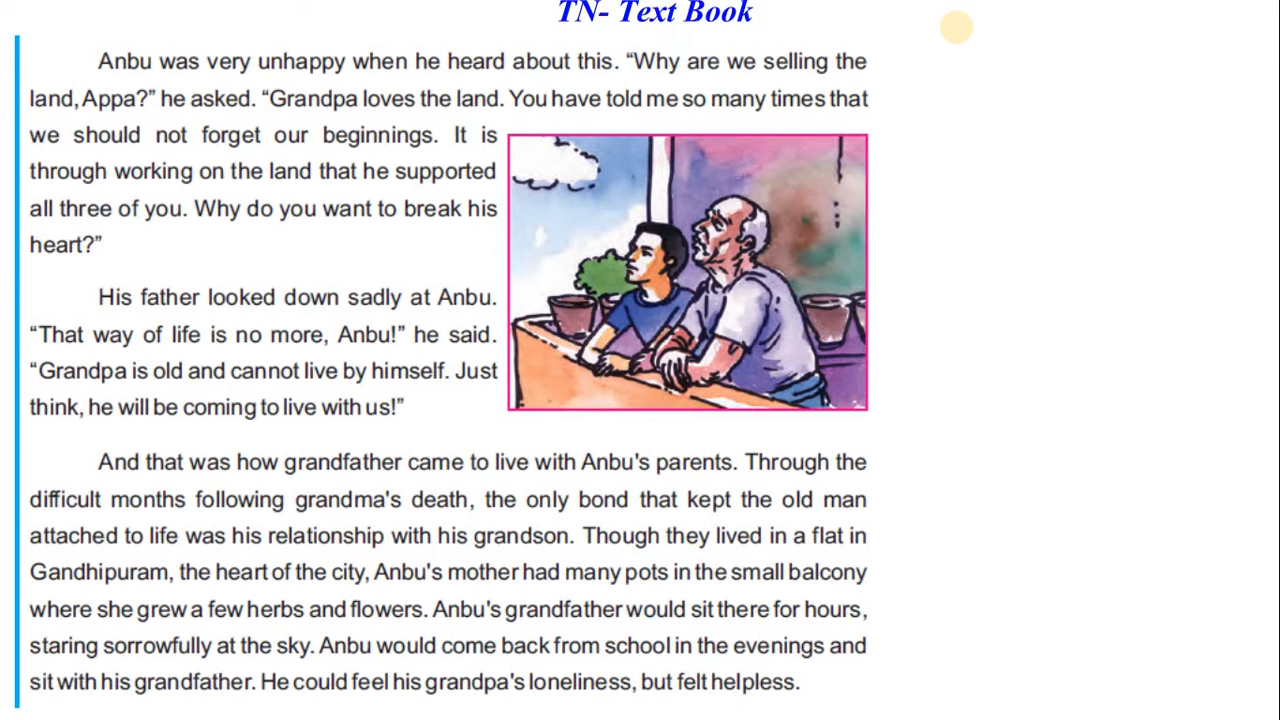 TN- Text Book
Anbu was very unhappy when he heard about this. “Why are we selling the
land, Appa?” he asked. “Grandpa loves the land. You have told me so many times that
we should not forget our beginnings. It is
through working on the land that he supported
all three of you. Why do you want to break his
heart?”
His father looked down sadly at Anbu.
“That way of life is no more, Anbu!” he said.
“Grandpa is old and cannot live by himself. Just
think, he will be coming to live with us!”
And that was how grandfather came to live with Anbu's parents. Through the
difficult months following grandma's death, the only bond that kept the old man
attached to life was his relationship with his grandson. Though they lived in a flat in
Gandhipuram, the heart of the city, Anbu's mother had many pots in the small balcony
where she grew a few herbs and flowers. Anbu's grandfather would sit there for hours,
staring sorrowfully at the sky. Anbu would come back from school in the evenings and
sit with his grandfather. He could feel his grandpa's loneliness, but felt helpless.